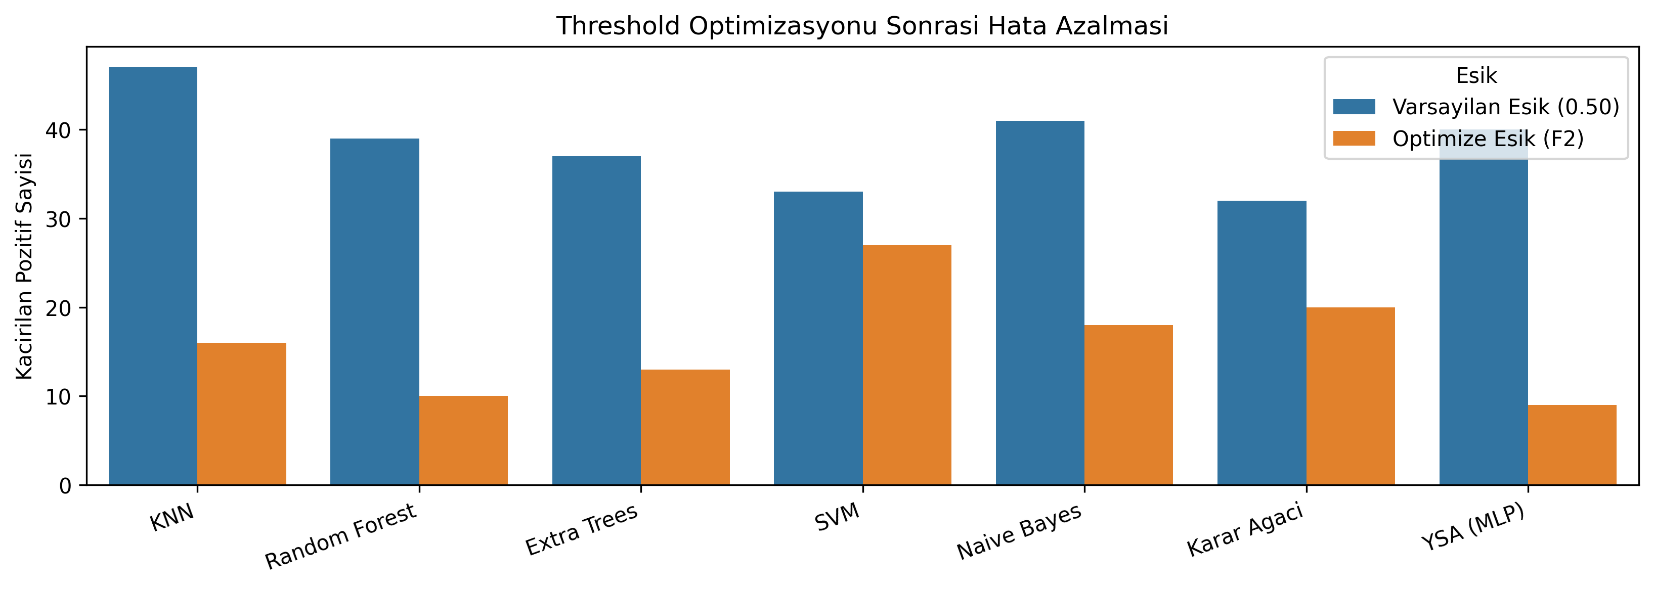 Threshold Optimizasyonu Sonrasi Hata Azalmasi
Kacirilan Pozitif Sayisi
40
30
20
10
0
Esik
Varsayilan Esik (0.50)
Optimize Esik (F2)
KNN
Random Forest
Extra Trees
SVM
Naive Bayes
Karar Agaci
YSA (MLP)